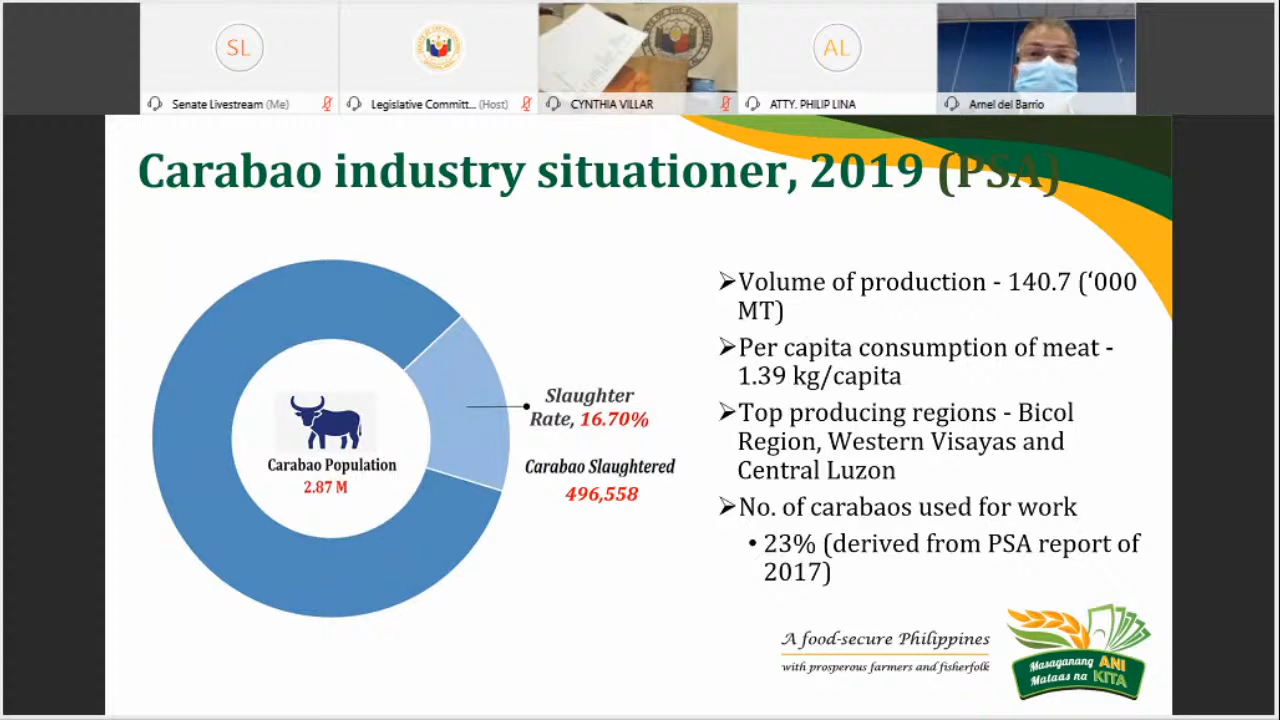 SL
AL
Senate Livestream (Me)
Legislative Committ... (Host)
CYNTHIA VILLAR
ATTY. PHILIP LINA
Arnel del Barrio
Carabao industry situationer, 2019 (PSA)
Slaughter
Rate, 16.70%
Carabao Slaughtered
496,558
Carabao Population
2.87 M
➢Volume of production - 140.7 (‘000
MT)
➢Per capita consumption of meat -
1.39 kg/capita
➢Top producing regions - Bicol
Region, Western Visayas and
Central Luzon
➢No. of carabaos used for work
• 23% (derived from PSA report of
2017)
A food-secure Philippines
with prosperous farmers and fisherfolk
Masaganang ANI
Mataas na KITA